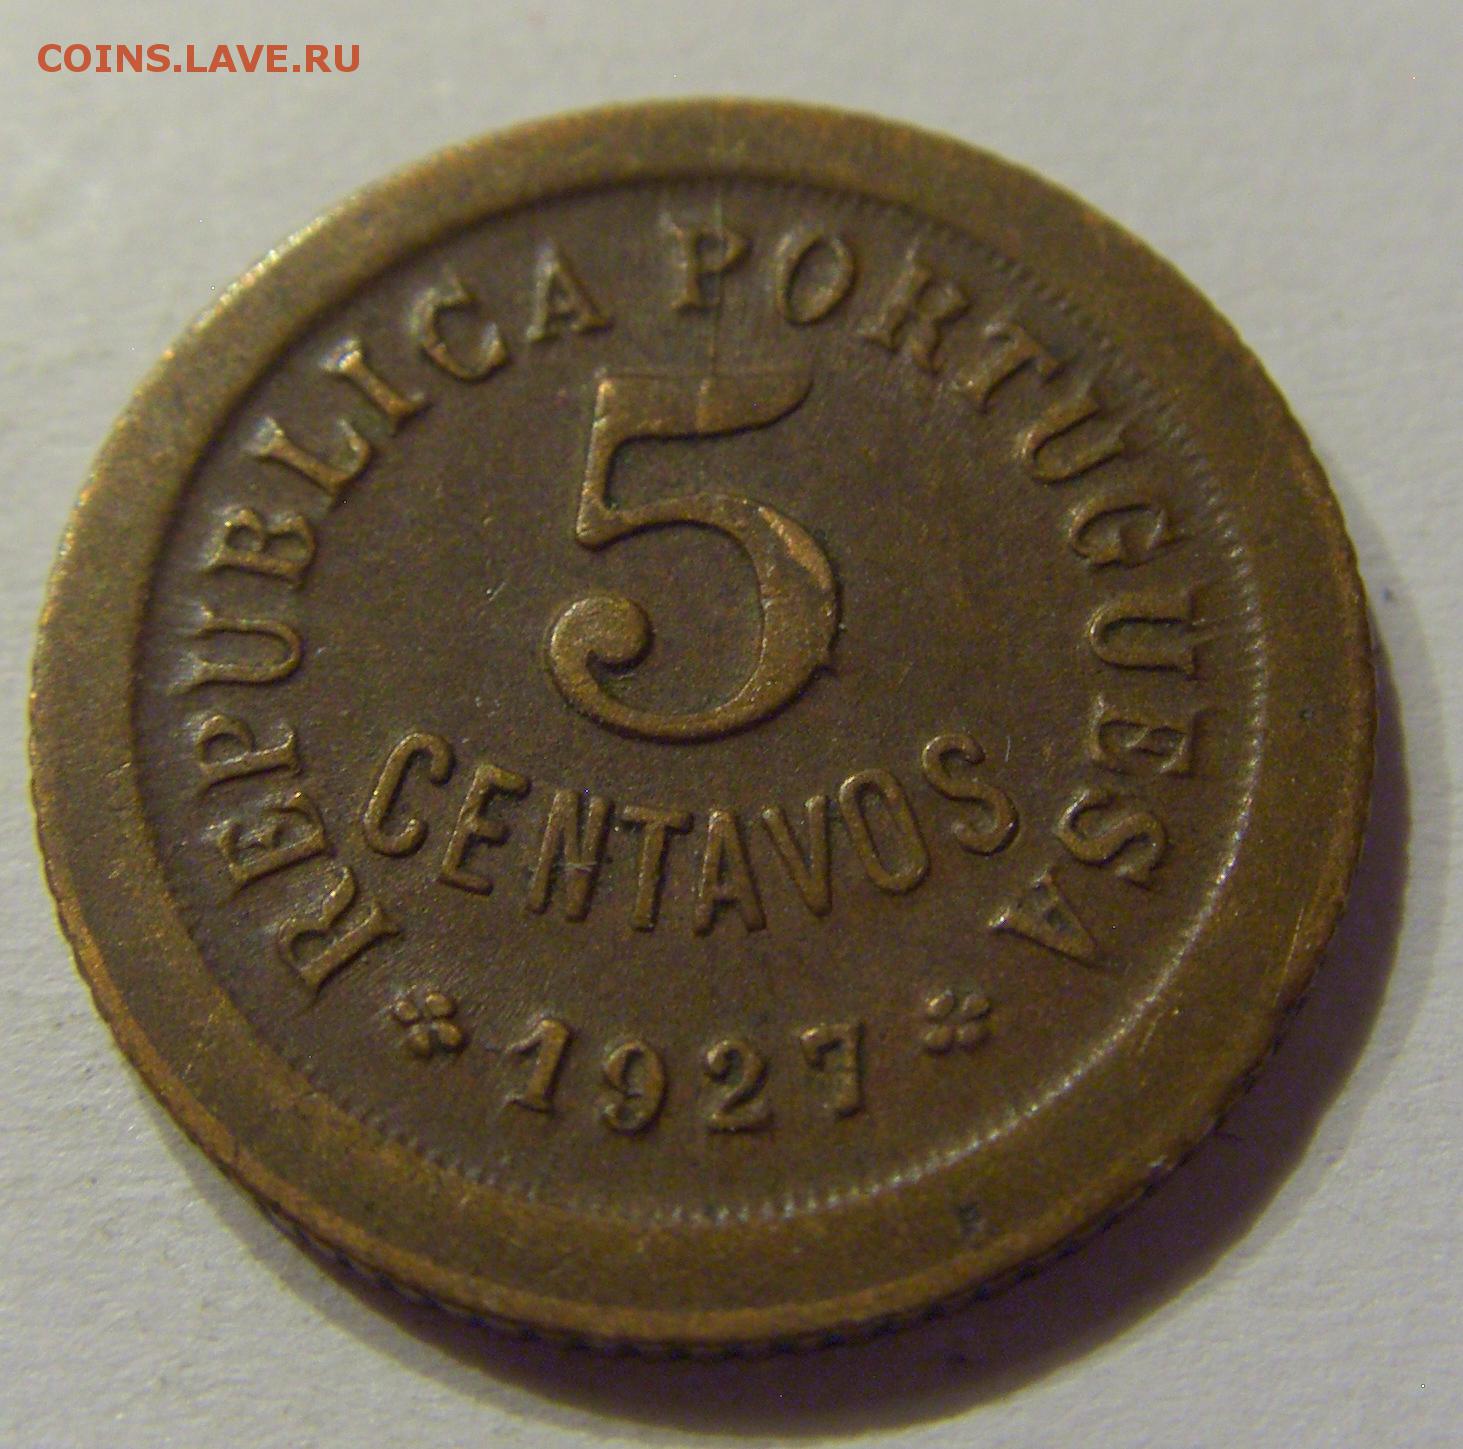 COINS.LAVE.RU
REPUBLICA PORTUGUESA
5
CENTAVOS
1927